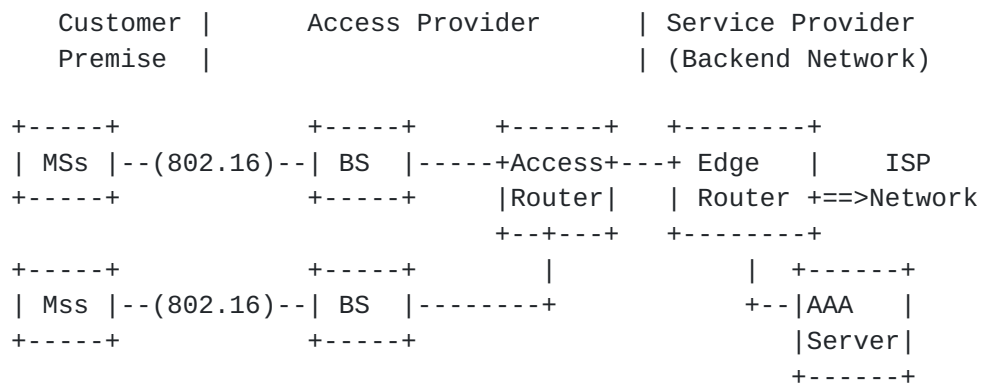 Customer |      Access Provider      | Service Provider
   Premise  |                           | (Backend Network)

+-----+            +-----+     +------+   +--------+
| MSs |--(802.16)--| BS  |-----+Access+---+ Edge   |    ISP
+-----+            +-----+     |Router|   | Router +==>Network
                               +--+---+   +--------+
+-----+            +-----+        |            |  +------+
| Mss |--(802.16)--| BS  |--------+            +--|AAA   |
+-----+            +-----+                        |Server|
                                                  +------+